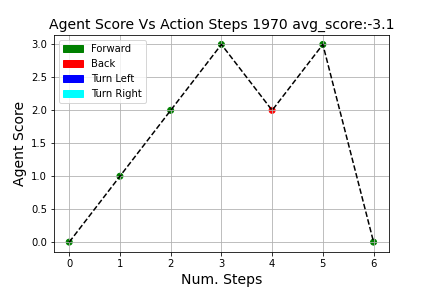 Agent Score Vs Action Steps 1970 avg_score:-3.1
Forward
Back
Turn Left
Turn Right
3.0
2.5
2.0
1.5
1.0
0.5
0.0
Agent Score
0 1 2 3 4 5 6
Num. Steps